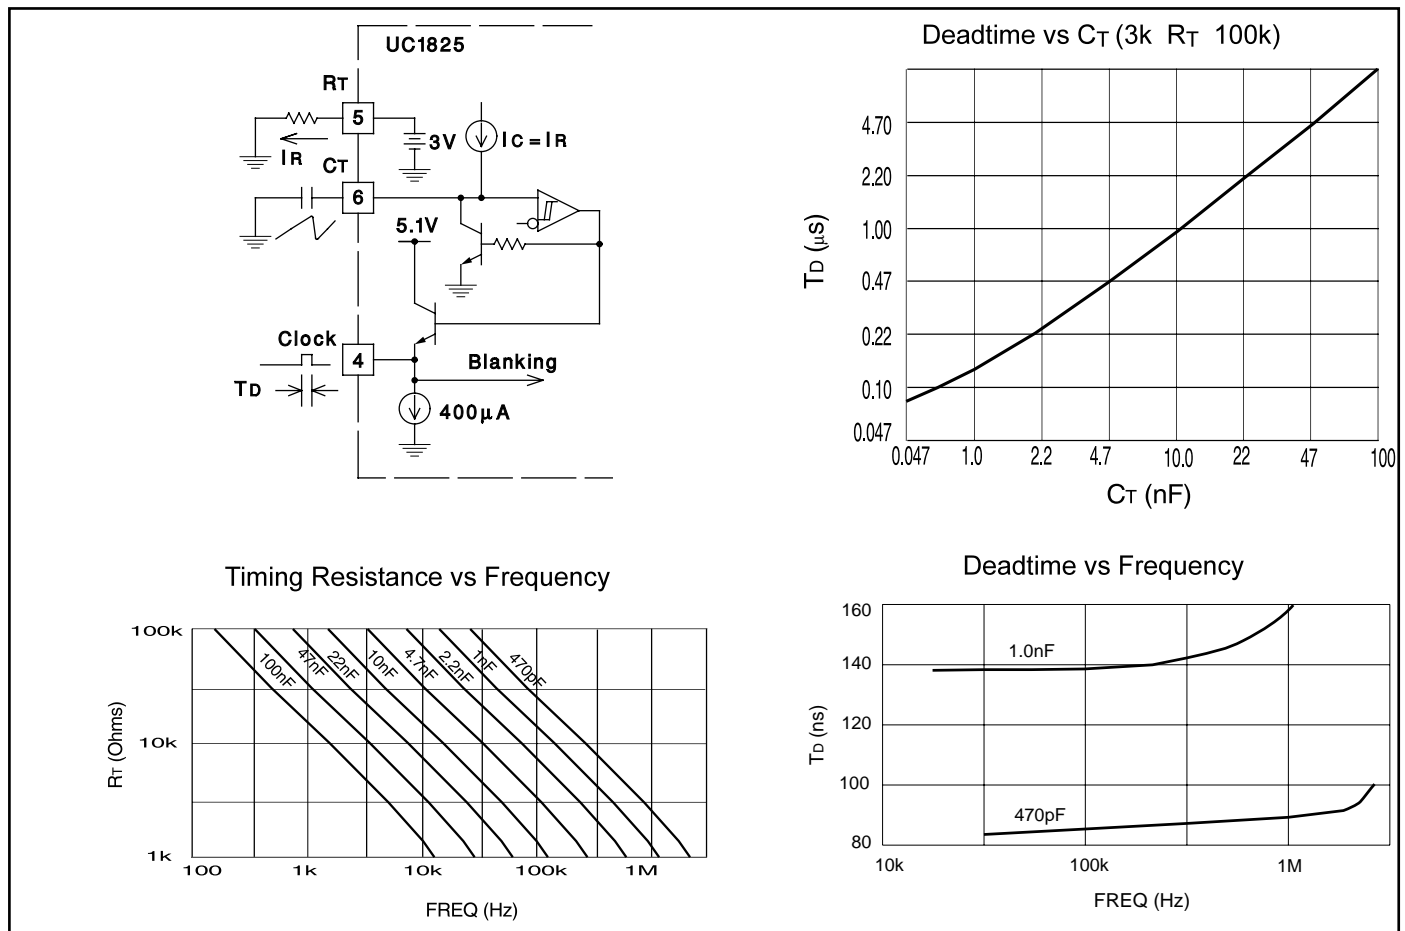 UC1825
RT
5
IR
3V
IC=IR
CT
6
5.1V
Clock
4
Blanking
TD
400µA
Deadtime vs CT (3k RT 100k)
TD (µs)
4.70
2.20
1.00
0.47
0.22
0.10
0.047
0.047 1.0 2.2 4.7 10.0 22 47 100
CT (nF)
Timing Resistance vs Frequency
RT (Ohms)
100k
10k
1k
100nF 47nF 22nF 10nF 4.7nF 2.2nF 1nF 470pF
100 1k 10k 100k 1M
FREQ (Hz)
Deadtime vs Frequency
TD (ns)
160
140
120
100
80
1.0nF
470pF
10k 100k 1M
FREQ (Hz)